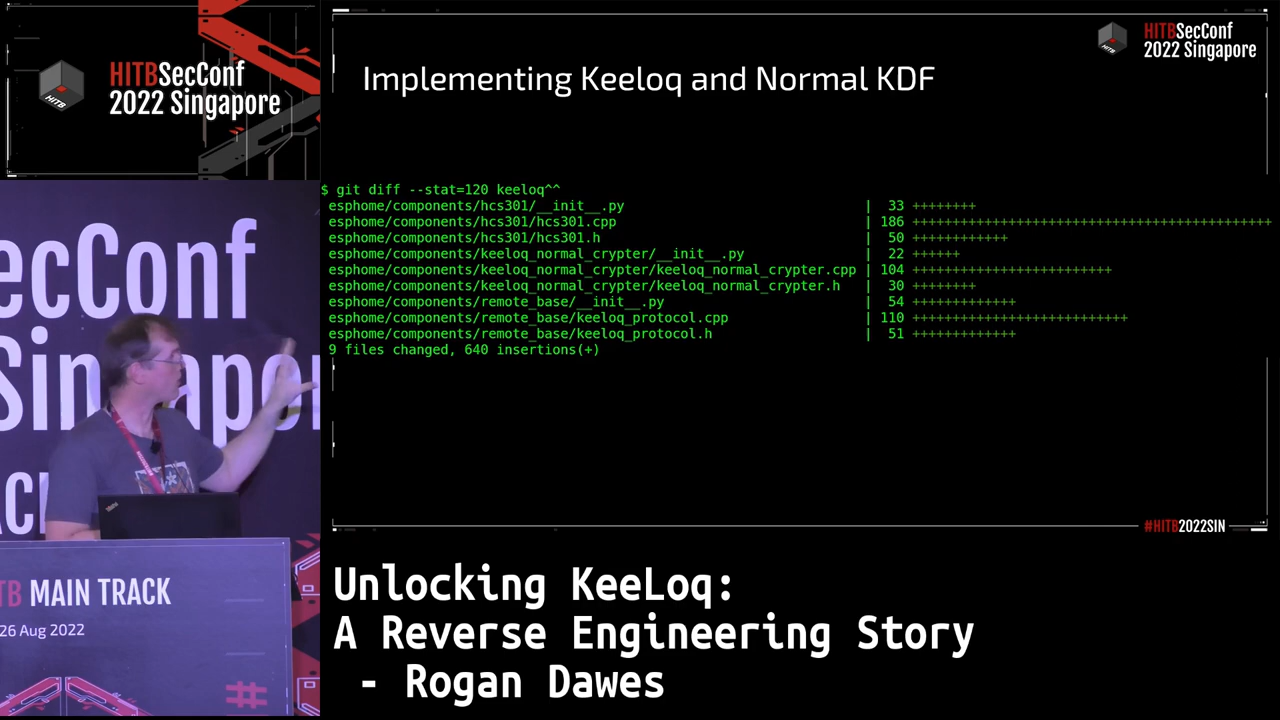 HITBSecConf
2022 Singapore
HITB
ecConf
Singapor
MAIN TRACK
26 Aug 2022
#
HITBSecConf
2022 Singapore
HITB
Implementing Keeloq and Normal KDF
$ git diff --stat=120 keeloq^^
esphome/components/hcs301/__init__.py | 33 ++++++++
esphome/components/hcs301/hcs301.cpp | 186 +++++++++++++++++++++++++++++++++++++++++++++
esphome/components/hcs301/hcs301.h | 50 ++++++++++++
esphome/components/keeloq_normal_crypter/__init__.py | 22 ++++++
esphome/components/keeloq_normal_crypter/keeloq_normal_crypter.cpp | 104 +++++++++++++++++++++++++
esphome/components/keeloq_normal_crypter/keeloq_normal_crypter.h | 30 ++++++++
esphome/components/remote_base/__init__.py | 54 +++++++++++++
esphome/components/remote_base/keeloq_protocol.cpp | 110 +++++++++++++++++++++++++++
esphome/components/remote_base/keeloq_protocol.h | 51 +++++++++++++
9 files changed, 640 insertions(+)
#HITB2022SIN
Unlocking KeeLoq:
A Reverse Engineering Story
- Rogan Dawes